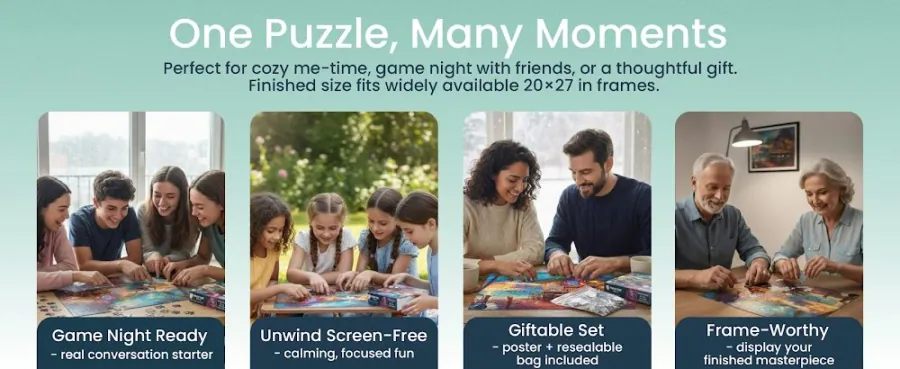 One Puzzle, Many Moments
Perfect for cozy me-time, game night with friends, or a thoughtful gift.
Finished size fits widely available 20×27 in frames.
Game Night Ready
- real conversation starter
Unwind Screen-Free
- calming, focused fun
Giftable Set
- poster + resealable
bag included
Frame-Worthy
- display your
finished masterpiece